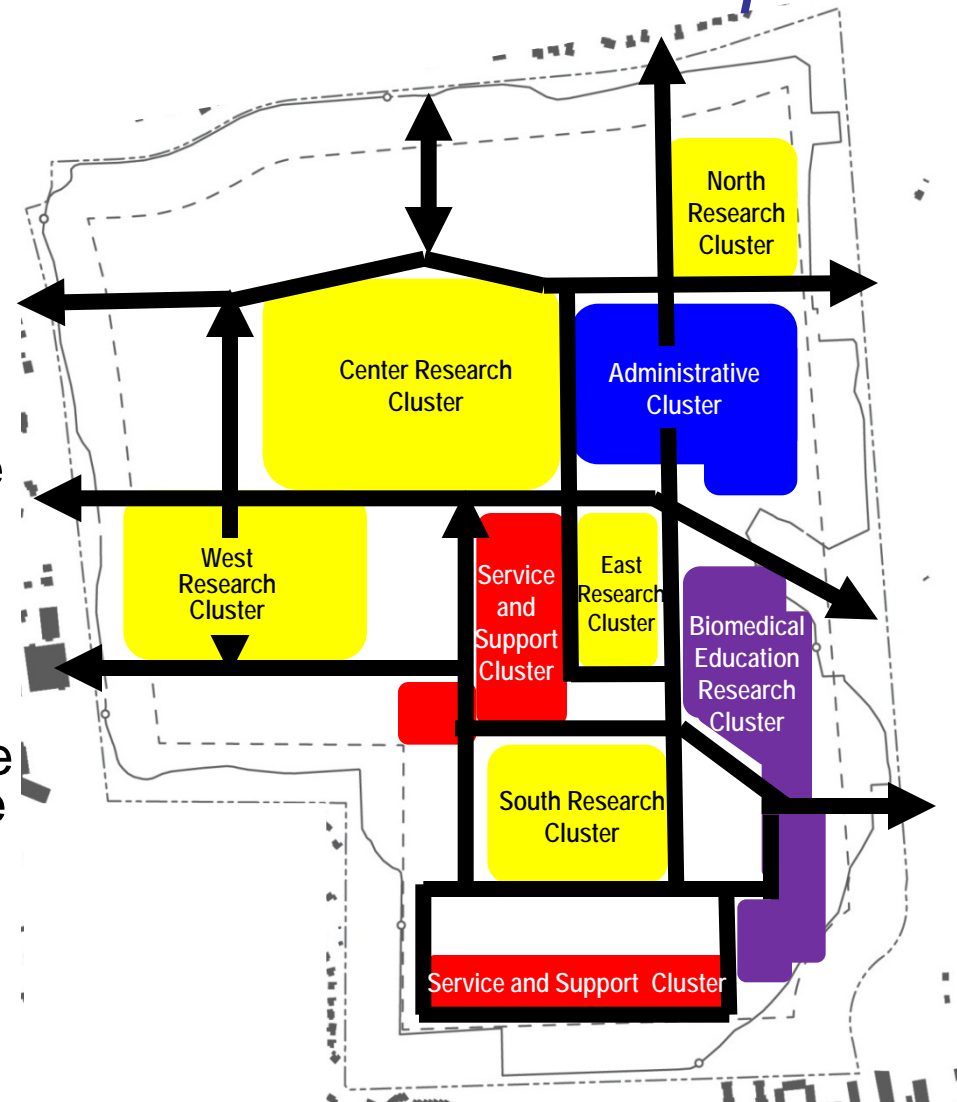 North
Research
Cluster
Center Research
Cluster
Administrative
Cluster
West
Research
Cluster
Service
and
Support
Cluster
East
Research
Cluster
Biomedical
Education
Research
Cluster
South Research
Cluster
Service and Support Cluster
e
e
e